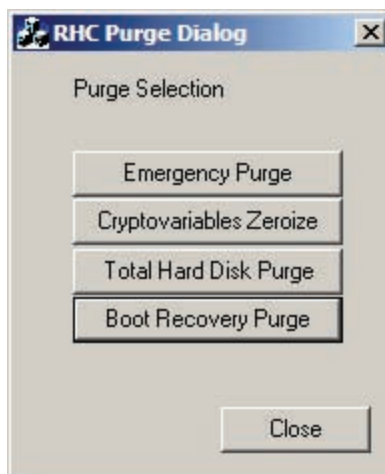 RHC Purge Dialog
Purge Selection
Emergency Purge
Cryptovariables Zeroize
Total Hard Disk Purge
Boot Recovery Purge
Close